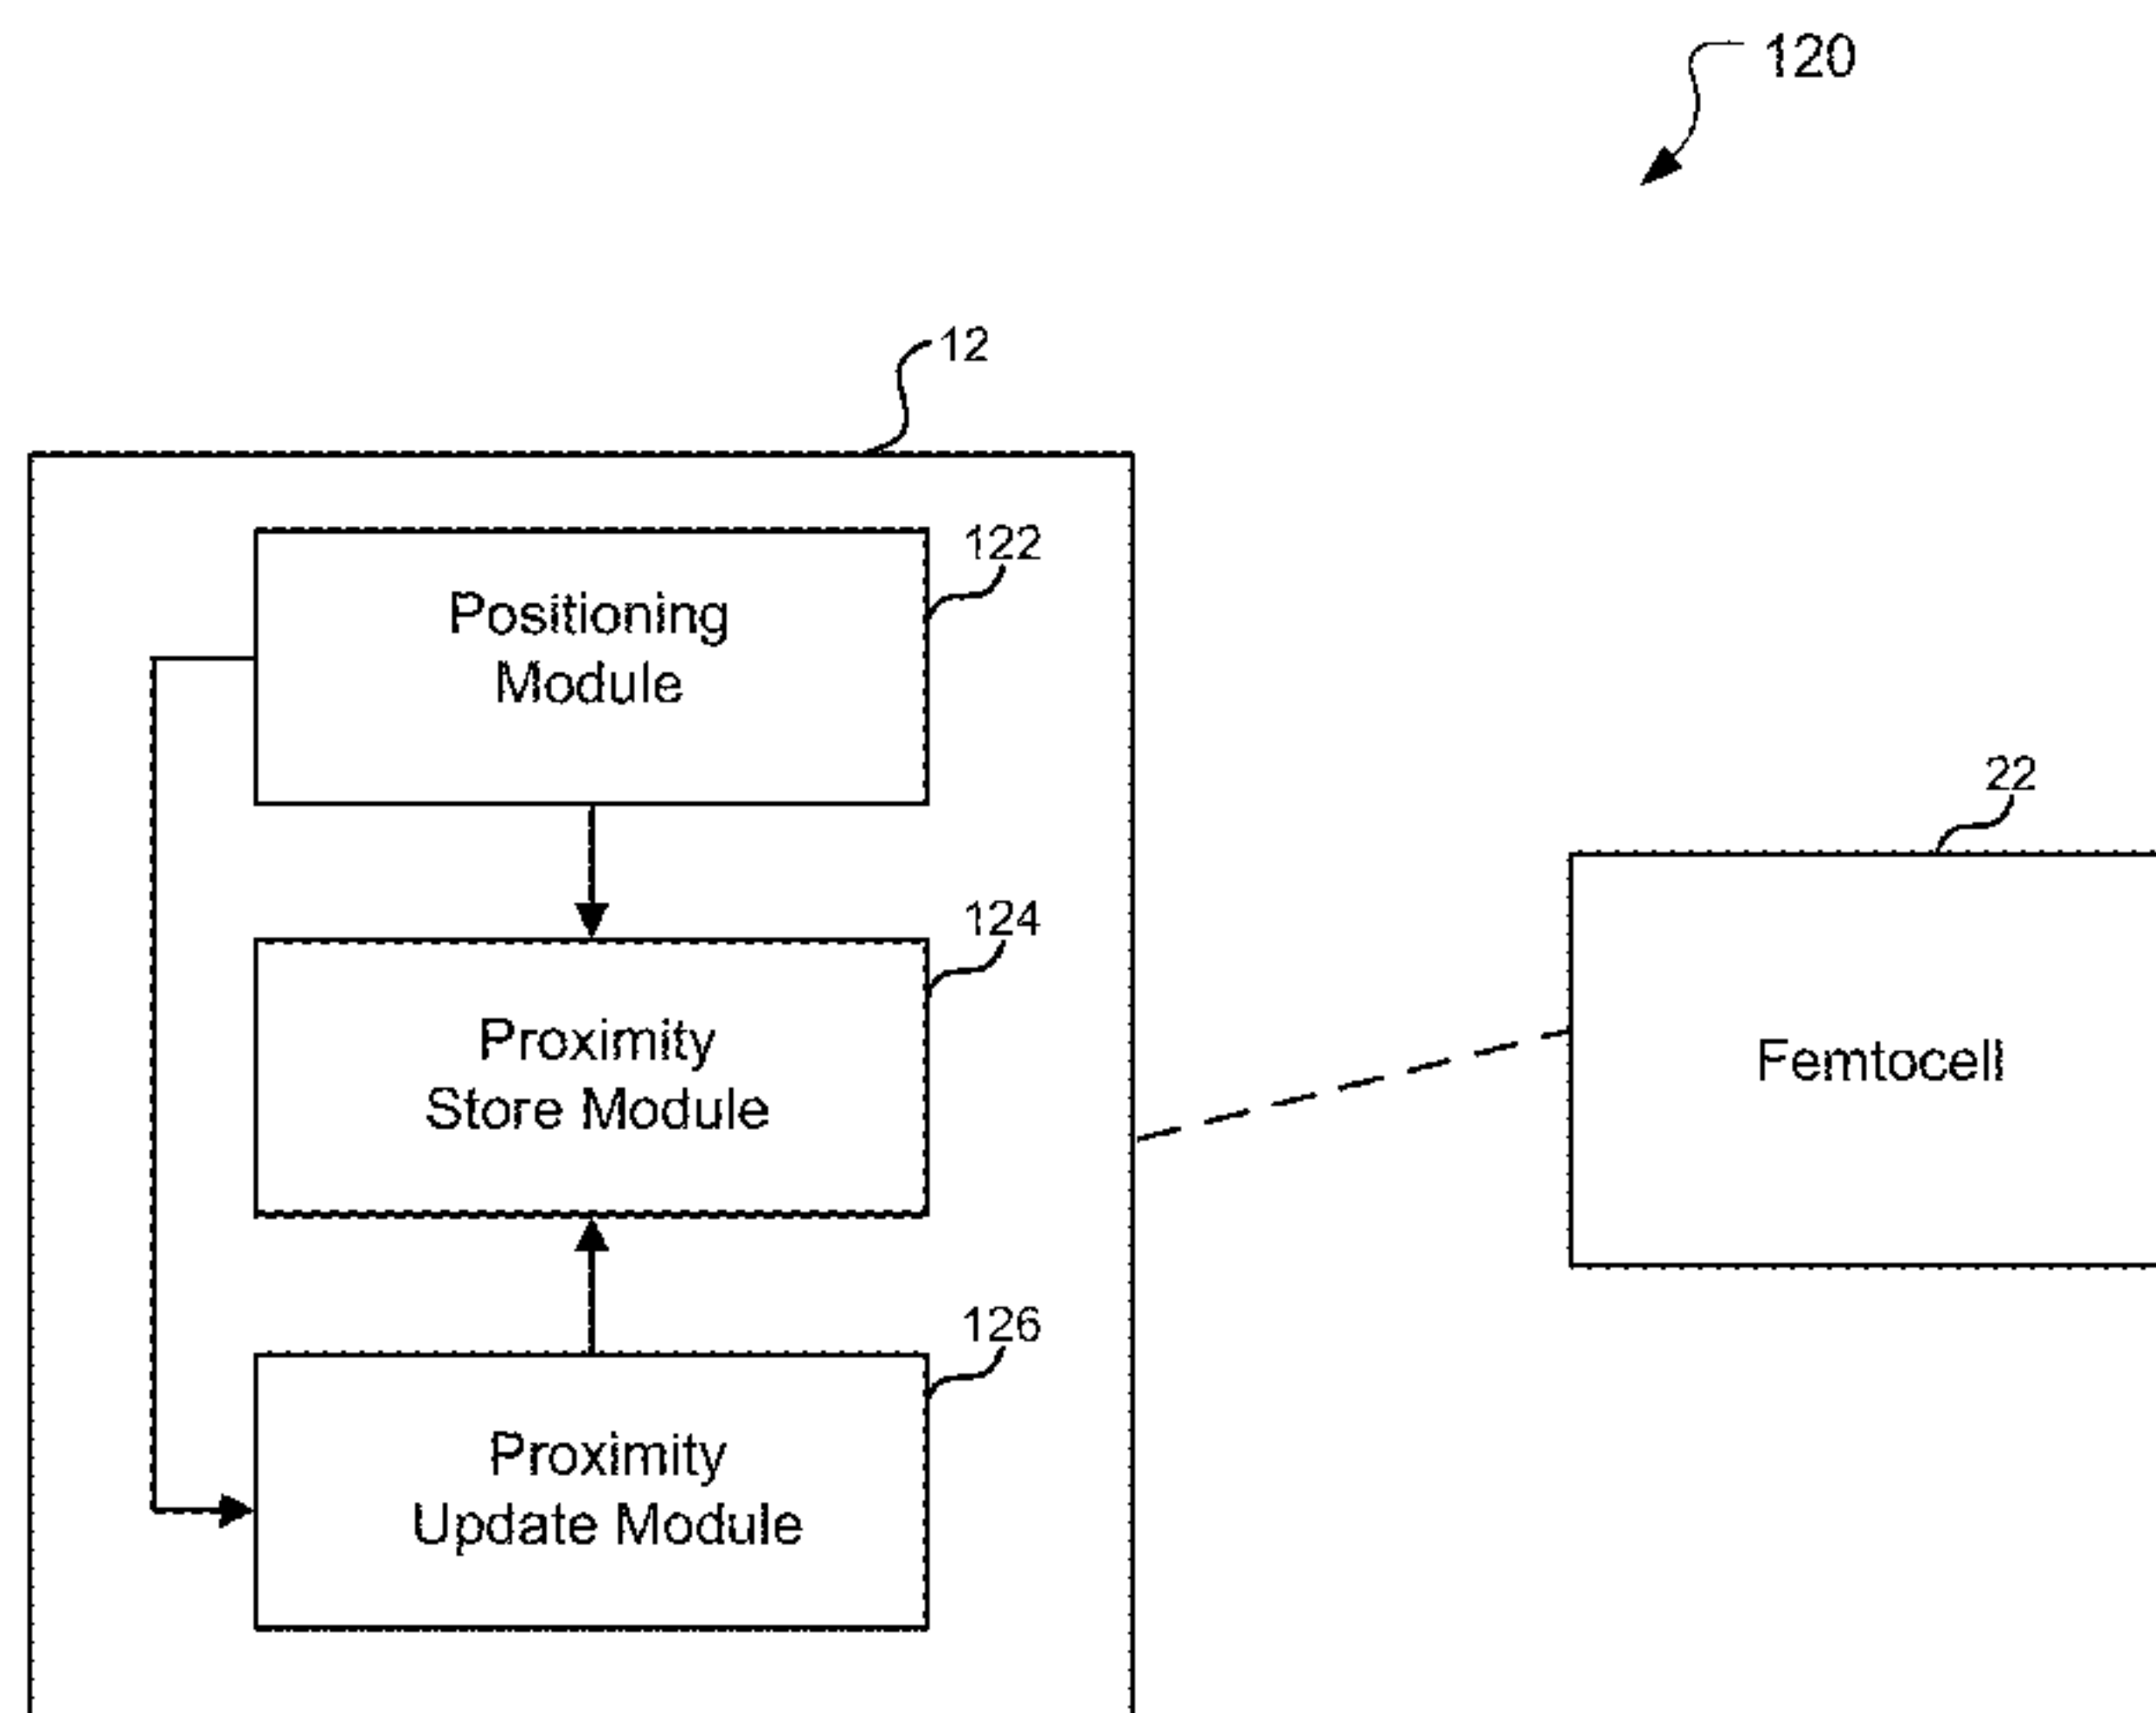 120
12
122
Positioning
Module
22
124
Proximity
Store Module
Femtocell
126
Proximity
Update Module